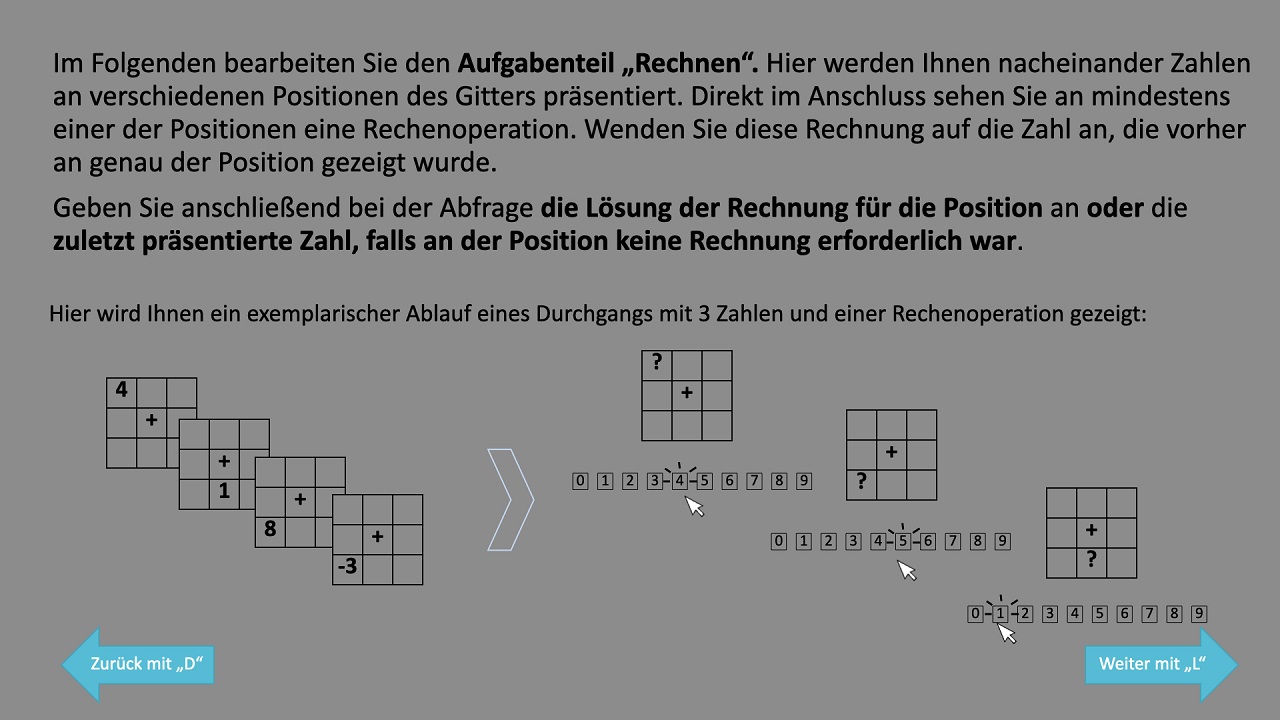 Im Folgenden bearbeiten Sie den Aufgabenteil „Rechnen“. Hier werden Ihnen nacheinander Zahlen
an verschiedenen Positionen des Gitters präsentiert. Direkt im Anschluss sehen Sie an mindestens
einer der Positionen eine Rechenoperation. Wenden Sie diese Rechnung auf die Zahl an, die vorher
an genau der Position gezeigt wurde.
Geben Sie anschließend bei der Abfrage die Lösung der Rechnung für die Position an oder die
zuletzt präsentierte Zahl, falls an der Position keine Rechnung erforderlich war.
Hier wird Ihnen ein exemplarischer Ablauf eines Durchgangs mit 3 Zahlen und einer Rechenoperation gezeigt:
4
+
+
1
+
8
+
-3
?
+
0 1 2 3 4 5 6 7 8 9
+
?
0 1 2 3 4 5 6 7 8 9
+
?
0 1 2 3 4 5 6 7 8 9
Zurück mit „D“
Weiter mit „L“